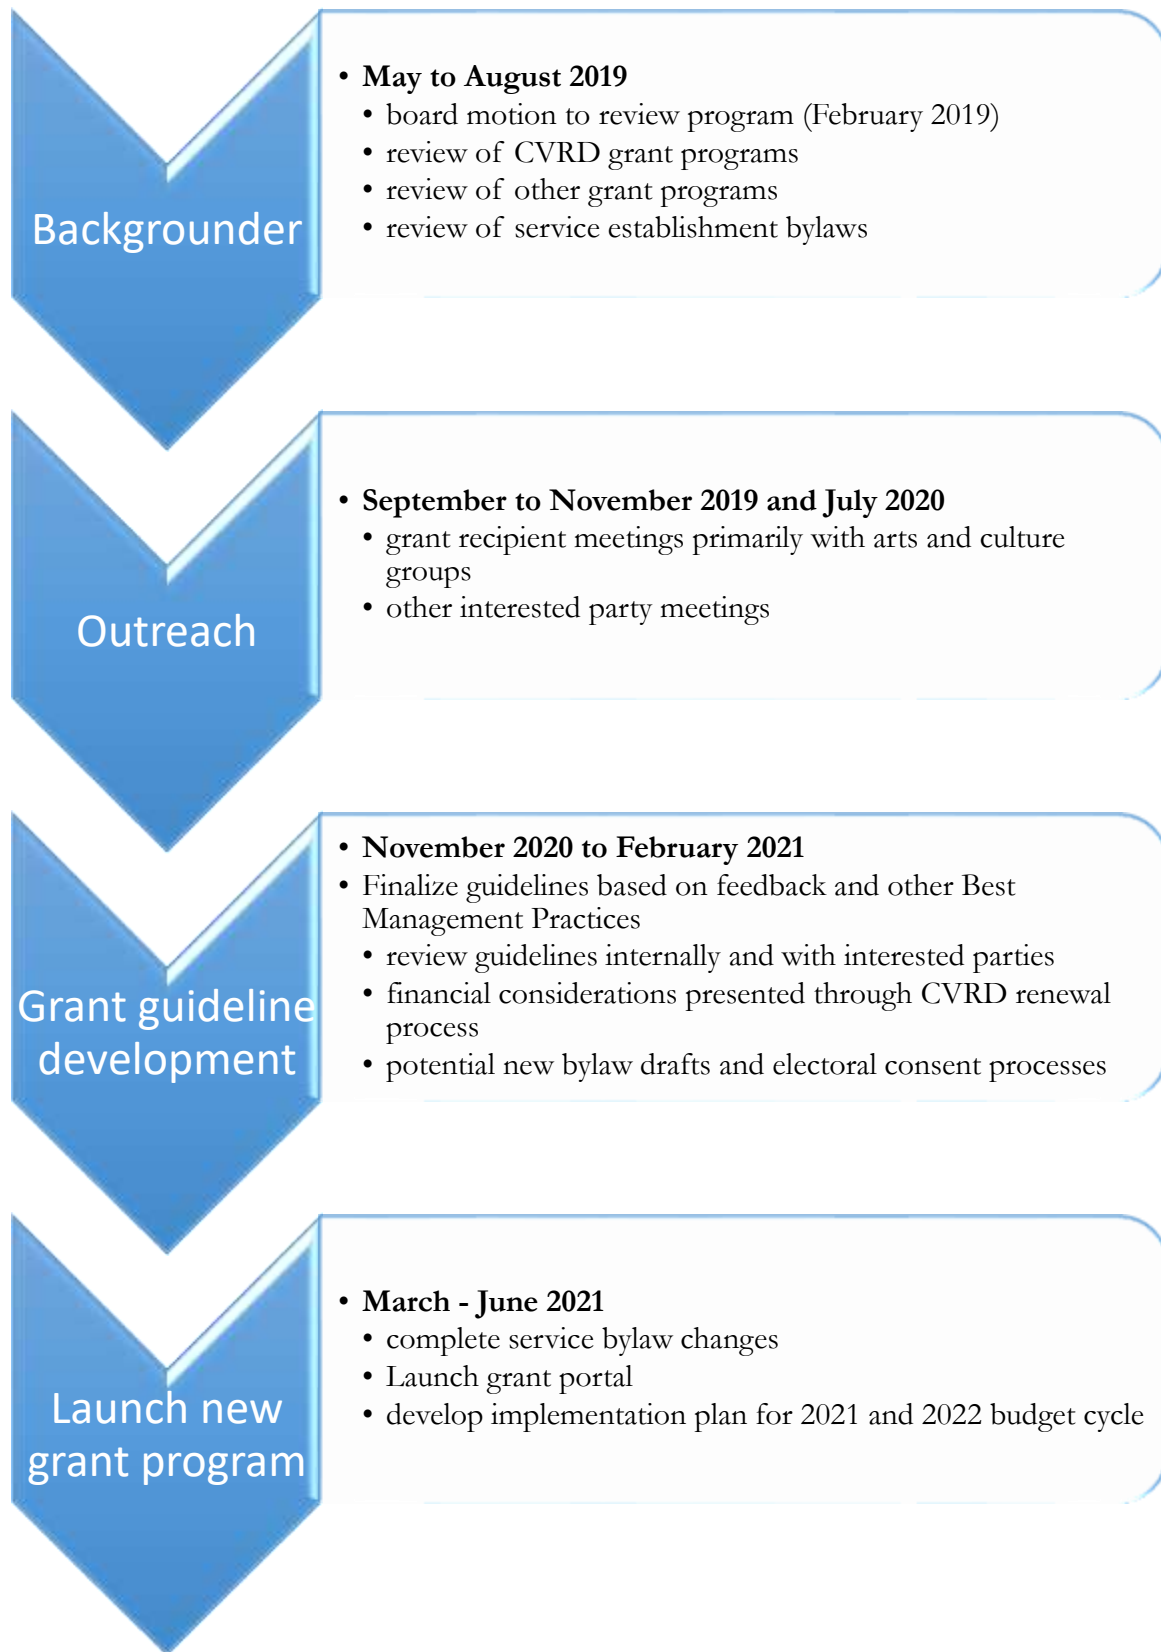 Backgrounder
• May to August 2019
• board motion to review program (February 2019)
• review of CVRD grant programs
• review of other grant programs
• review of service establishment bylaws
Outreach
• September to November 2019 and July 2020
• grant recipient meetings primarily with arts and culture
groups
• other interested party meetings
Grant guideline
development
• November 2020 to February 2021
• Finalize guidelines based on feedback and other Best
Management Practices
• review guidelines internally and with interested parties
• financial considerations presented through CVRD renewal
process
• potential new bylaw drafts and electoral consent processes
Launch new
grant program
• March - June 2021
• complete service bylaw changes
• Launch grant portal
• develop implementation plan for 2021 and 2022 budget cycle